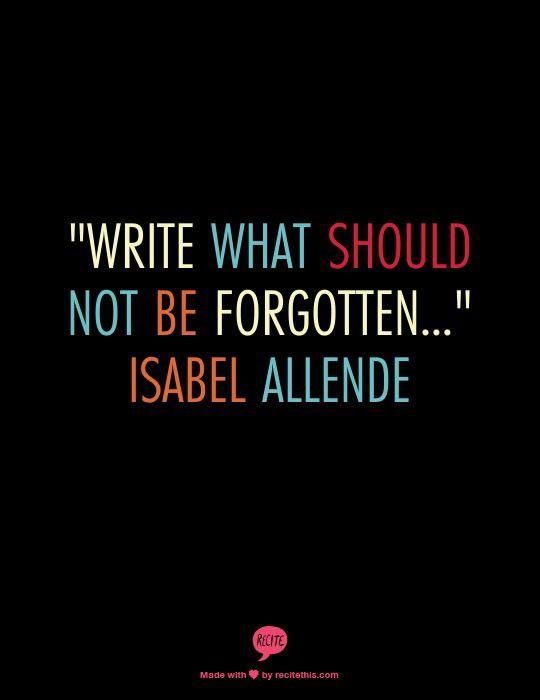 "WRITE WHAT SHOULD
NOT BE FORGOTTEN..."
ISABEL ALLENDE
RECITE
Made with ♥ by recitethis.com